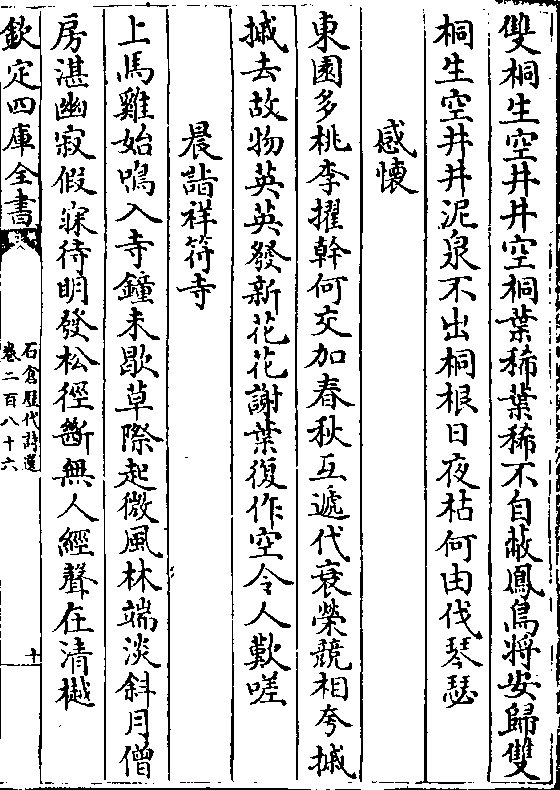 雙桐生空井井空桐葉稀葉稀不自蔽鳳鳥將安歸雙
桐生空井井泥泉不出桐根日夜枯何由伐琴瑟
感懷
東園多桃李擢幹何交加春秋互遞代衰榮競相夸摵
摵去故物英英發新花花謝葉復作空令人歎嗟
晨詣祥符寺
上馬雞始鳴入寺鐘未歇草際起微風林端淡斜月僧
房湛幽寂假寐待明發松徑斷無人經聲在清樾
欽定四庫全書
石倉歷代詩選
卷二百八十六
十